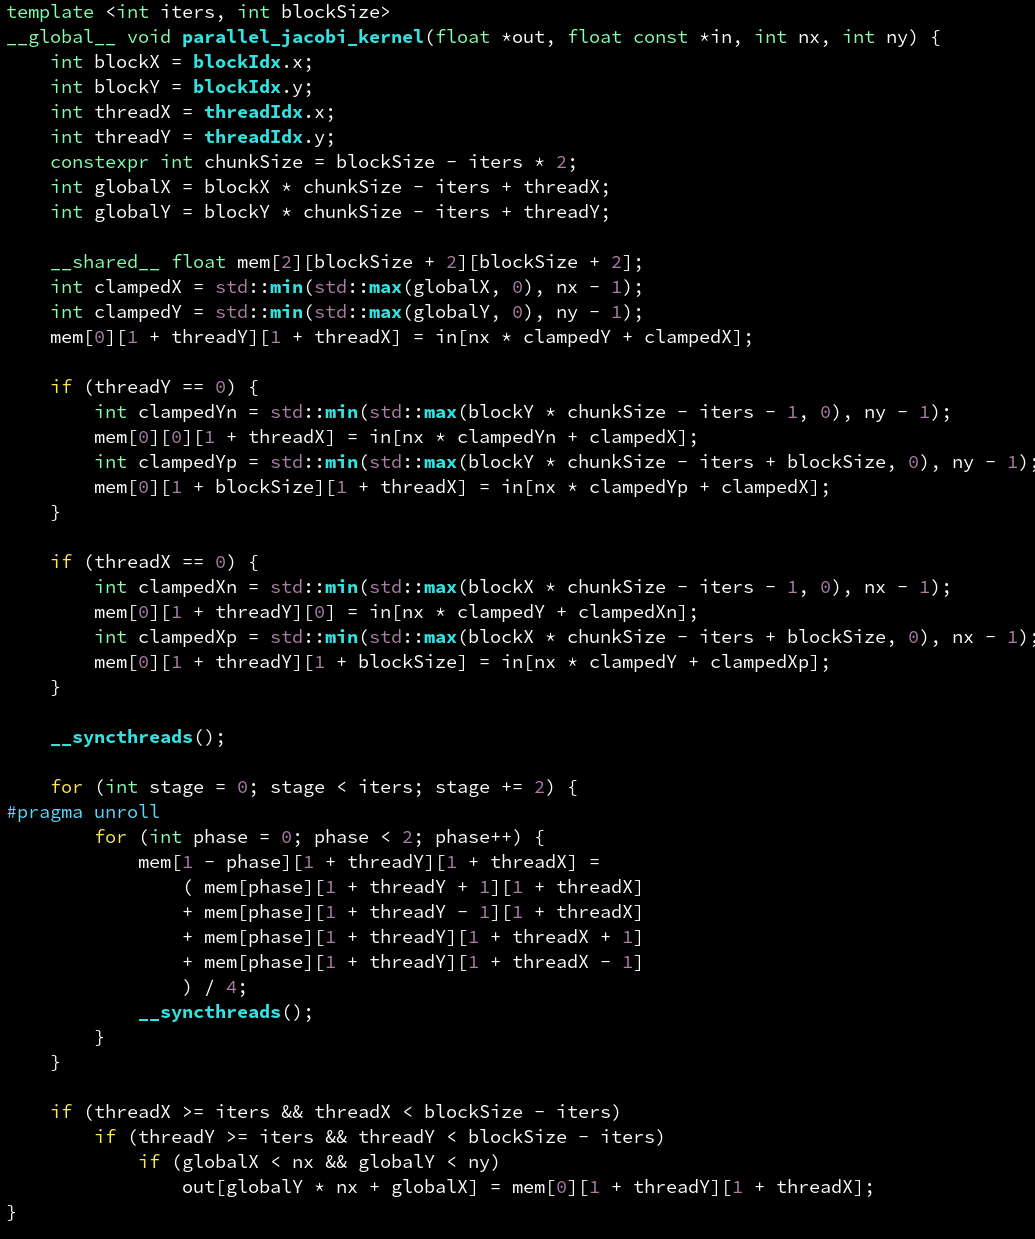 template <int iters, int blockSize>
__global__ void parallel_jacobi_kernel(float *out, float const *in, int nx, int ny) {
    int blockX = blockIdx.x;
    int blockY = blockIdx.y;
    int threadX = threadIdx.x;
    int threadY = threadIdx.y;
    constexpr int chunkSize = blockSize - iters * 2;
    int globalX = blockX * chunkSize - iters + threadX;
    int globalY = blockY * chunkSize - iters + threadY;

    __shared__ float mem[2][blockSize + 2][blockSize + 2];
    int clampedX = std::min(std::max(globalX, 0), nx - 1);
    int clampedY = std::min(std::max(globalY, 0), ny - 1);
    mem[0][1 + threadY][1 + threadX] = in[nx * clampedY + clampedX];

    if (threadY == 0) {
        int clampedYn = std::min(std::max(blockY * chunkSize - iters - 1, 0), ny - 1);
        mem[0][0][1 + threadX] = in[nx * clampedYn + clampedX];
        int clampedYp = std::min(std::max(blockY * chunkSize - iters + blockSize, 0), ny - 1);
        mem[0][1 + blockSize][1 + threadX] = in[nx * clampedYp + clampedX];
    }

    if (threadX == 0) {
        int clampedXn = std::min(std::max(blockX * chunkSize - iters - 1, 0), nx - 1);
        mem[0][1 + threadY][0] = in[nx * clampedY + clampedXn];
        int clampedXp = std::min(std::max(blockX * chunkSize - iters + blockSize, 0), nx - 1);
        mem[0][1 + threadY][1 + blockSize] = in[nx * clampedY + clampedXp];
    }

    __syncthreads();

    for (int stage = 0; stage < iters; stage += 2) {
#pragma unroll
        for (int phase = 0; phase < 2; phase++) {
            mem[1 - phase][1 + threadY][1 + threadX] =
                ( mem[phase][1 + threadY + 1][1 + threadX]
                + mem[phase][1 + threadY - 1][1 + threadX]
                + mem[phase][1 + threadY][1 + threadX + 1]
                + mem[phase][1 + threadY][1 + threadX - 1]
                ) / 4;
            __syncthreads();
        }
    }

    if (threadX >= iters && threadX < blockSize - iters)
        if (threadY >= iters && threadY < blockSize - iters)
            if (globalX < nx && globalY < ny)
                out[globalY * nx + globalX] = mem[0][1 + threadY][1 + threadX];
}